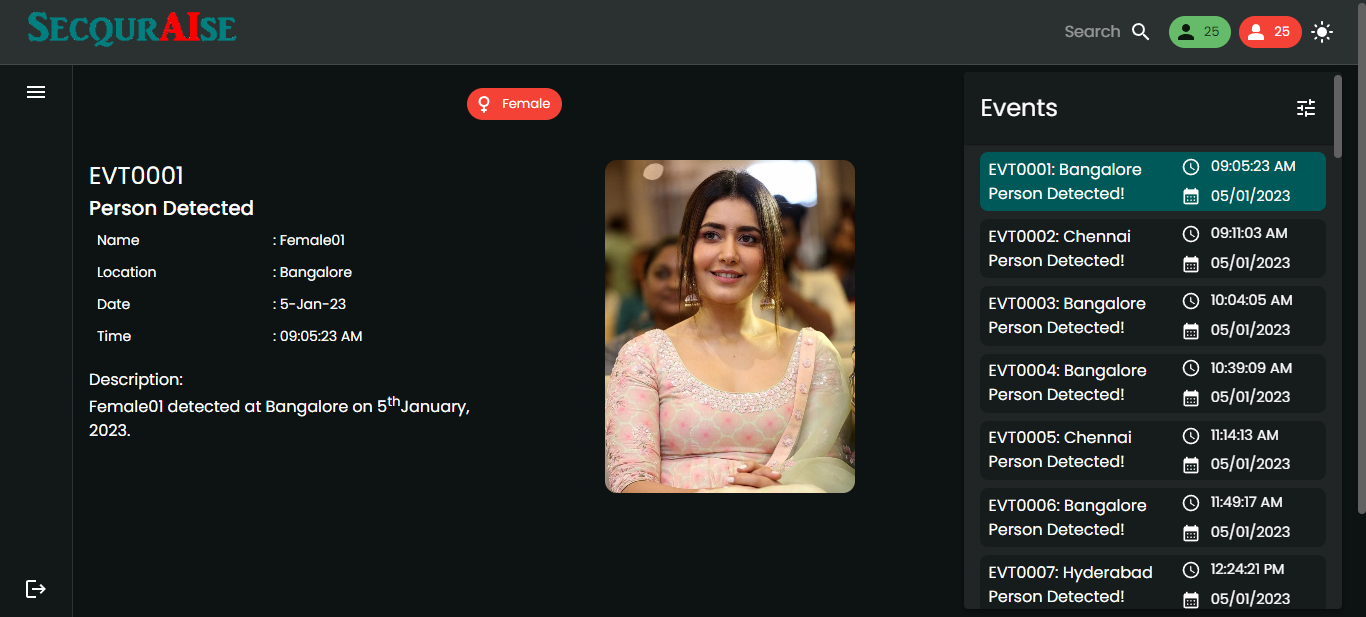 SECQURAISE
Search
25
25
Female
EVT0001
Person Detected
Name : Female01
Location : Bangalore
Date : 5-Jan-23
Time : 09:05:23 AM
Description:
Female01 detected at Bangalore on 5thJanuary,
2023.
Events
EVT0001: Bangalore 09:05:23 AM
Person Detected! 05/01/2023
EVT0002: Chennai 09:11:03 AM
Person Detected! 05/01/2023
EVT0003: Bangalore 10:04:05 AM
Person Detected! 05/01/2023
EVT0004: Bangalore 10:39:09 AM
Person Detected! 05/01/2023
EVT0005: Chennai 11:14:13 AM
Person Detected! 05/01/2023
EVT0006: Bangalore 11:49:17 AM
Person Detected! 05/01/2023
EVT0007: Hyderabad 12:24:21 PM
Person Detected! 05/01/2023